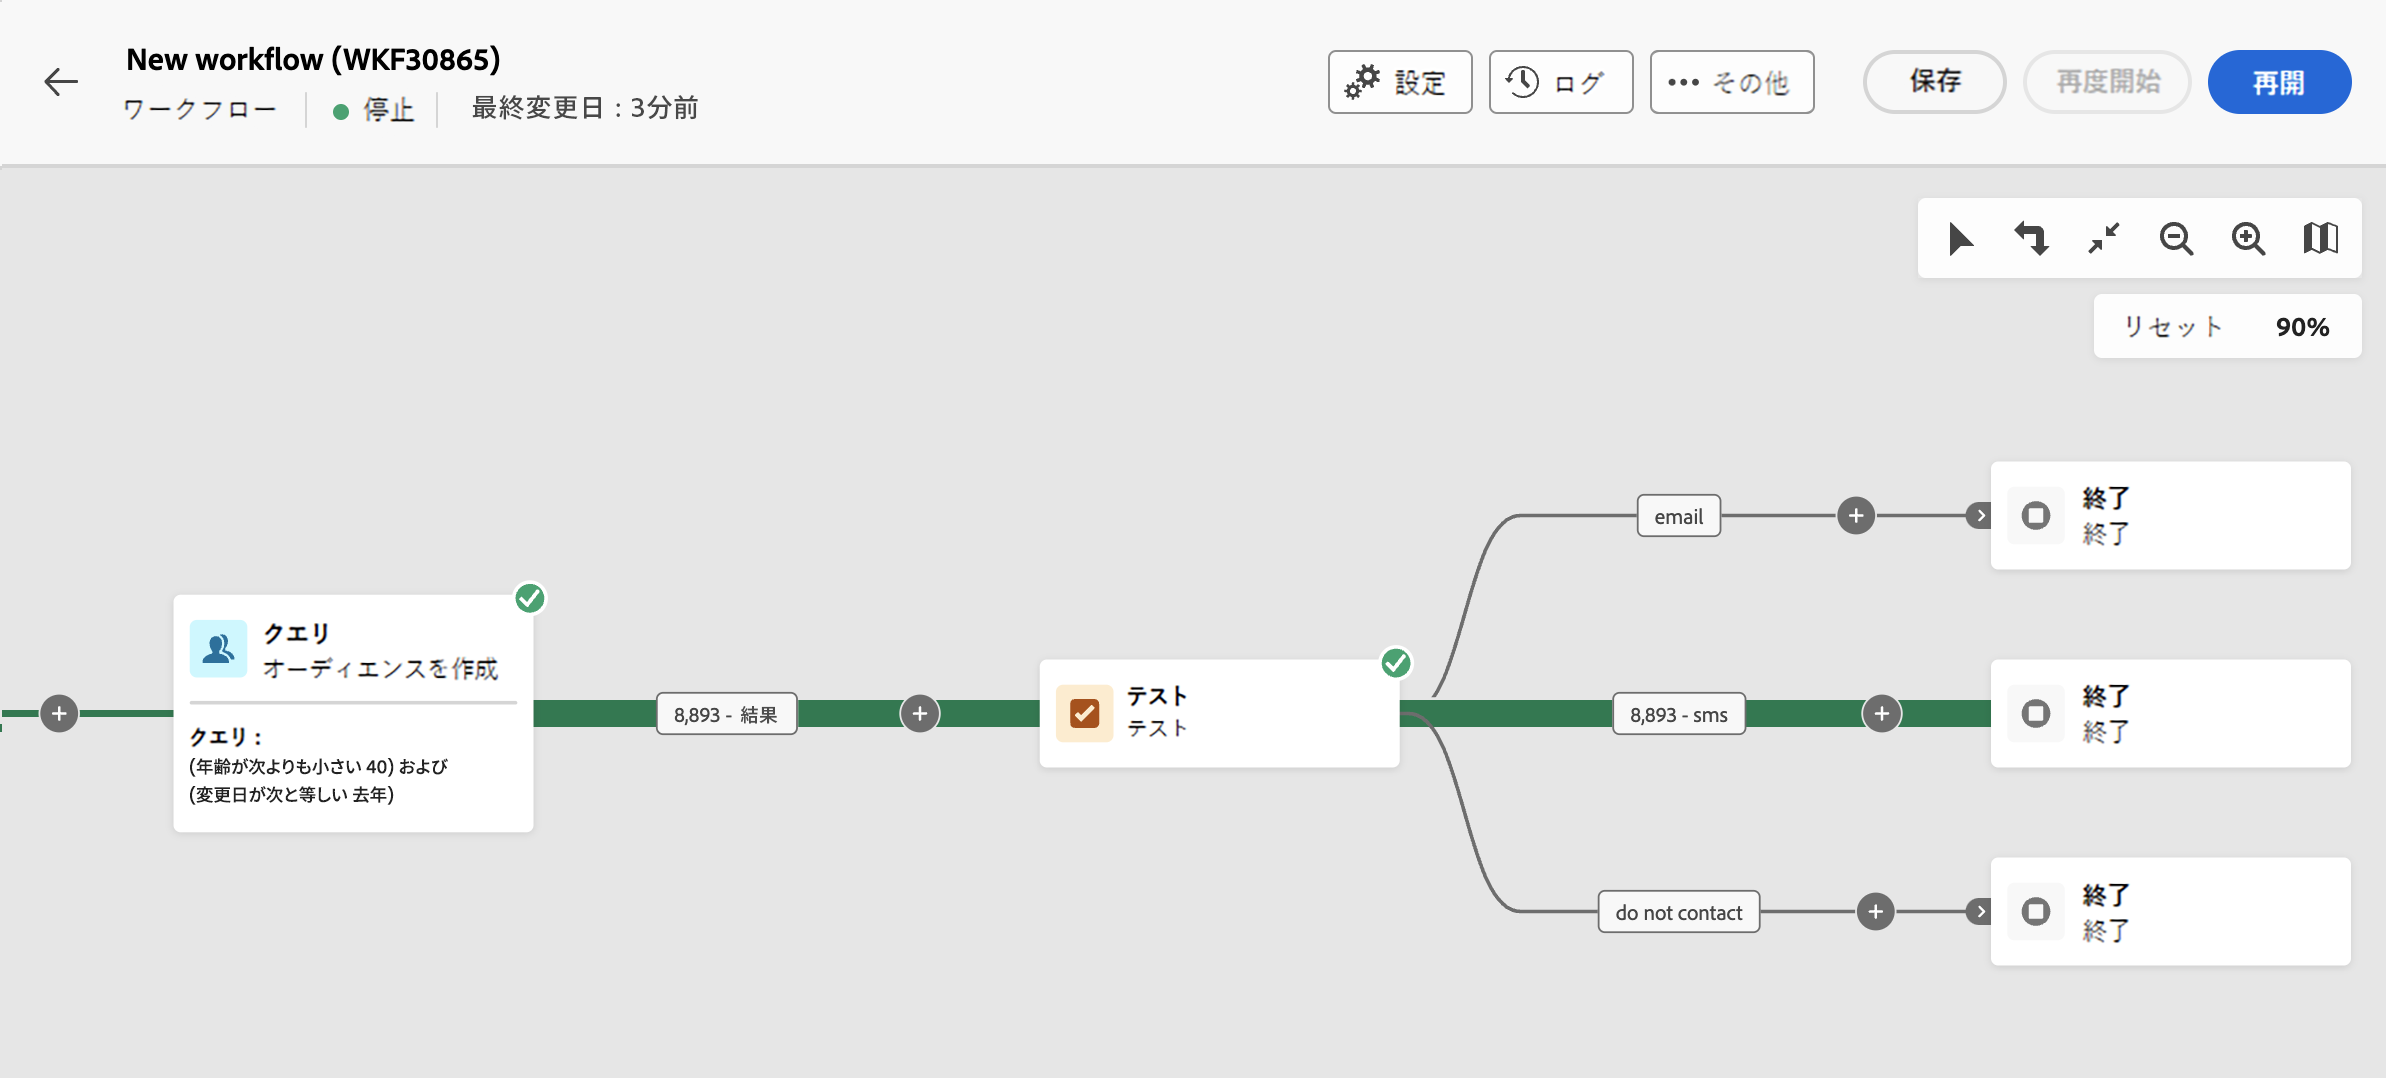 New workflow (WKF30865)
ワークフロー 停止 最終変更日 : 3分前
設定
ログ
その他
保存
再度開始
再開
リセット 90%
クエリ
オーディエンスを作成
クエリ :
(年齢が次よりも小さい 40) および
(変更日が次と等しい 去年)
8,893 - 結果
テスト
テスト
email
終了
終了
8,893 - sms
終了
終了
do not contact
終了
終了